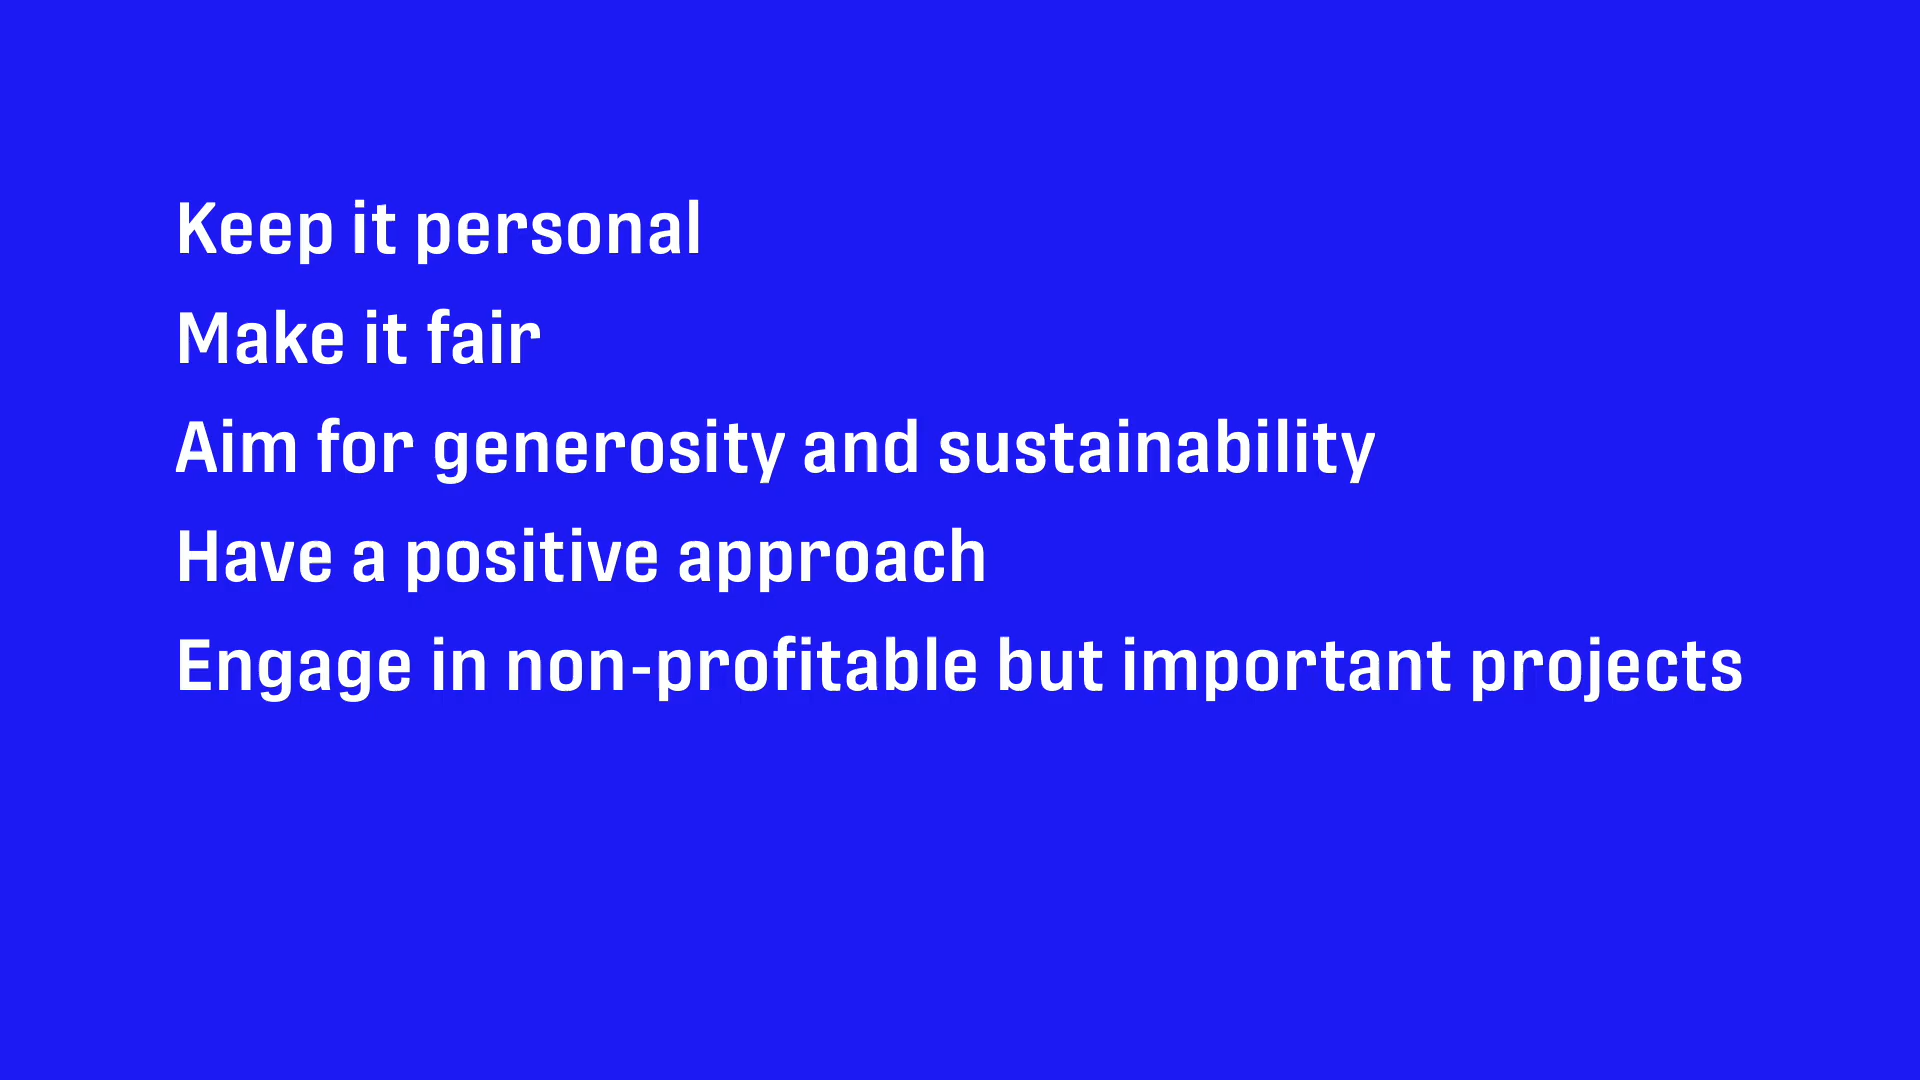 Keep it personal
Make it fair
Aim for generosity and sustainability
Have a positive approach
Engage in non-profitable but important projects